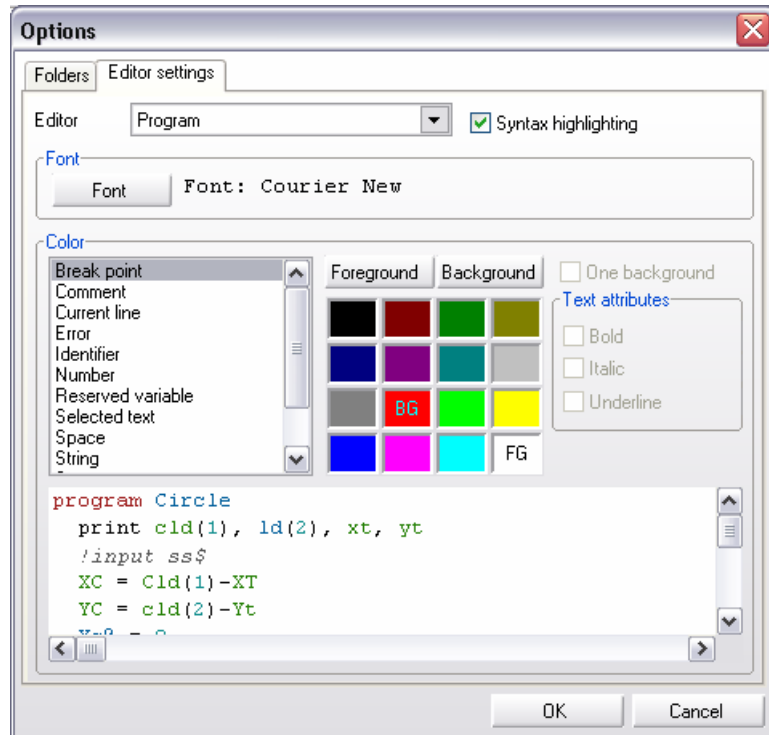 Options
Folders Editor settings
Editor Program Syntax highlighting
Font
Font Font: Courier New
Color
Break point
Comment
Current line
Error
Identifier
Number
Reserved variable
Selected text
Space
String
Foreground Background
BG
FG
One background
Text attributes
Bold
Italic
Underline
program Circle
print cld(1), ld(2), xt, yt
!input ss$
XC = Cld(1)-XT
YC = cld(2)-Yt
OK Cancel